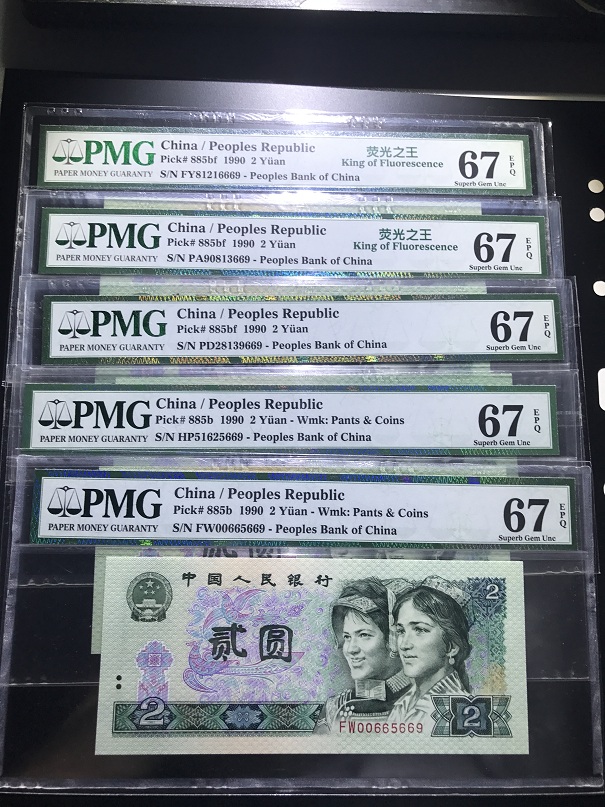 PMG
PAPER MONEY GUARANTY
China / Peoples Republic
Pick# 885bf 1990 2 Yüan
S/N FY81216669 - Peoples Bank of China
荧光之王
King of Fluorescence
67
EPQ
Superb Gem Unc
PMG
PAPER MONEY GUARANTY
China / Peoples Republic
Pick# 885bf 1990 2 Yüan
S/N PA90813669 - Peoples Bank of China
荧光之王
King of Fluorescence
67
EPQ
Superb Gem Unc
PMG
PAPER MONEY GUARANTY
China / Peoples Republic
Pick# 885bf 1990 2 Yüan
S/N PD28139669 - Peoples Bank of China
67
EPQ
Superb Gem Unc
PMG
PAPER MONEY GUARANTY
China / Peoples Republic
Pick# 885b 1990 2 Yüan - Wmk: Pants & Coins
S/N HP51625669 - Peoples Bank of China
67
EPQ
Superb Gem Unc
PMG
PAPER MONEY GUARANTY
China / Peoples Republic
Pick# 885b 1990 2 Yüan - Wmk: Pants & Coins
S/N FW00665669 - Peoples Bank of China
67
EPQ
Superb Gem Unc
中国人民银行
2
贰圆
2
FW00665669
2